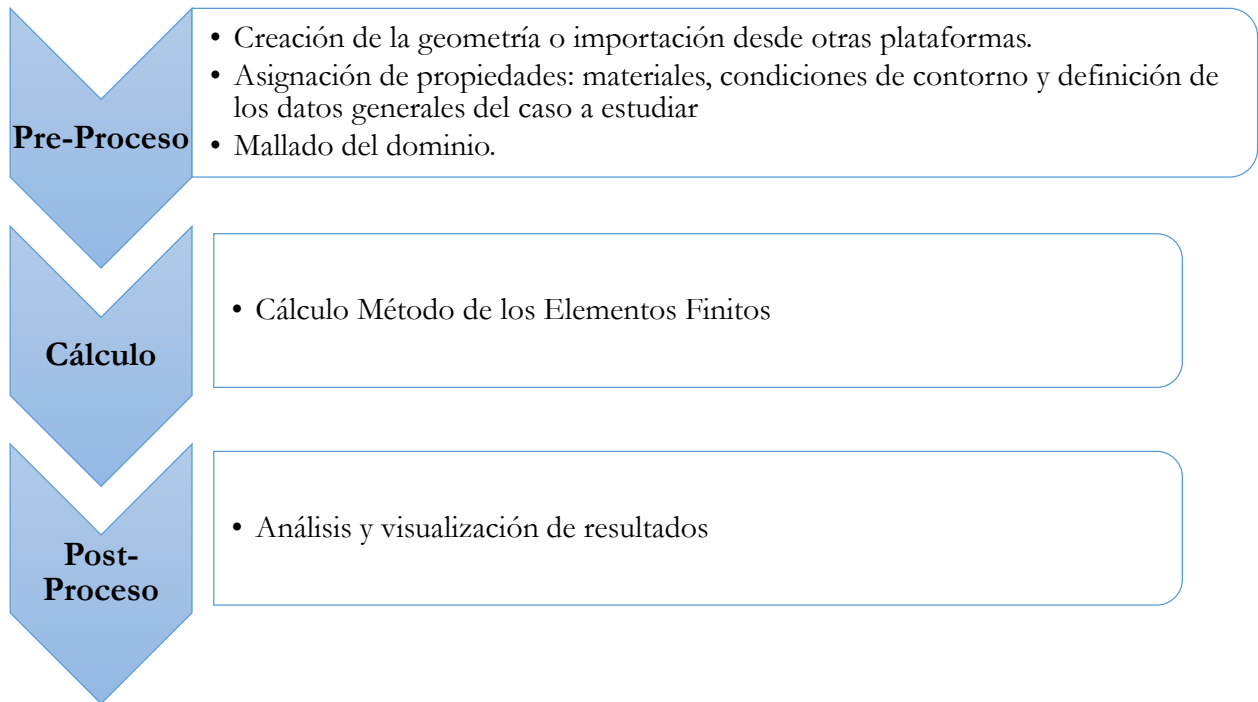 Pre-Proceso
• Creación de la geometría o importación desde otras plataformas.
• Asignación de propiedades: materiales, condiciones de contorno y definición de
los datos generales del caso a estudiar
• Mallado del dominio.
Cálculo
• Cálculo Método de los Elementos Finitos
Post-
Proceso
• Análisis y visualización de resultados